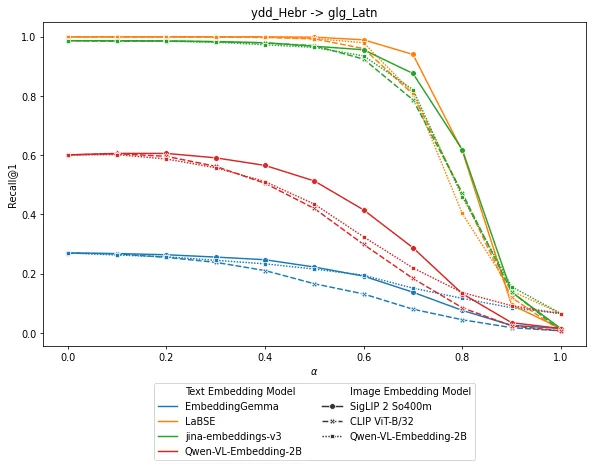 ydd_Hebr -> glg_Latn
Recall@1
1.0
0.8
0.6
0.4
0.2
0.0
0.0 0.2 0.4 0.6 0.8 1.0
α
Text Embedding Model
EmbeddingGemma
LaBSE
jina-embeddings-v3
Qwen-VL-Embedding-2B
Image Embedding Model
SigLIP 2 So400m
CLIP ViT-B/32
Qwen-VL-Embedding-2B